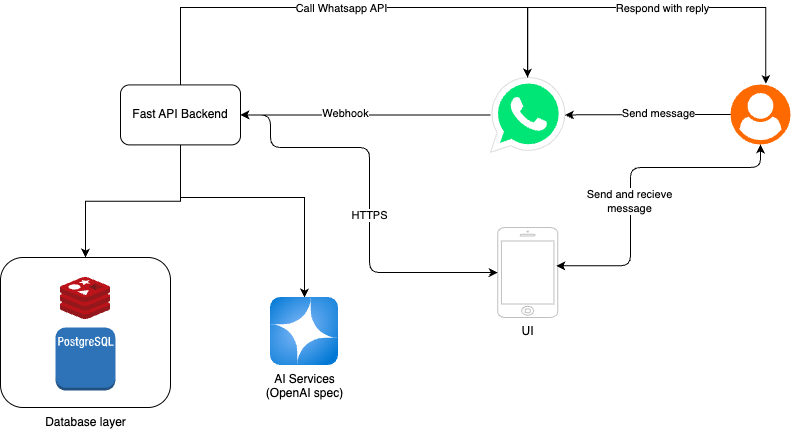 Call Whatsapp API
Respond with reply
Fast API Backend
Webhook
Send message
Send and recieve
message
HTTPS
UI
PostgreSQL
AI Services
(OpenAI spec)
Database layer